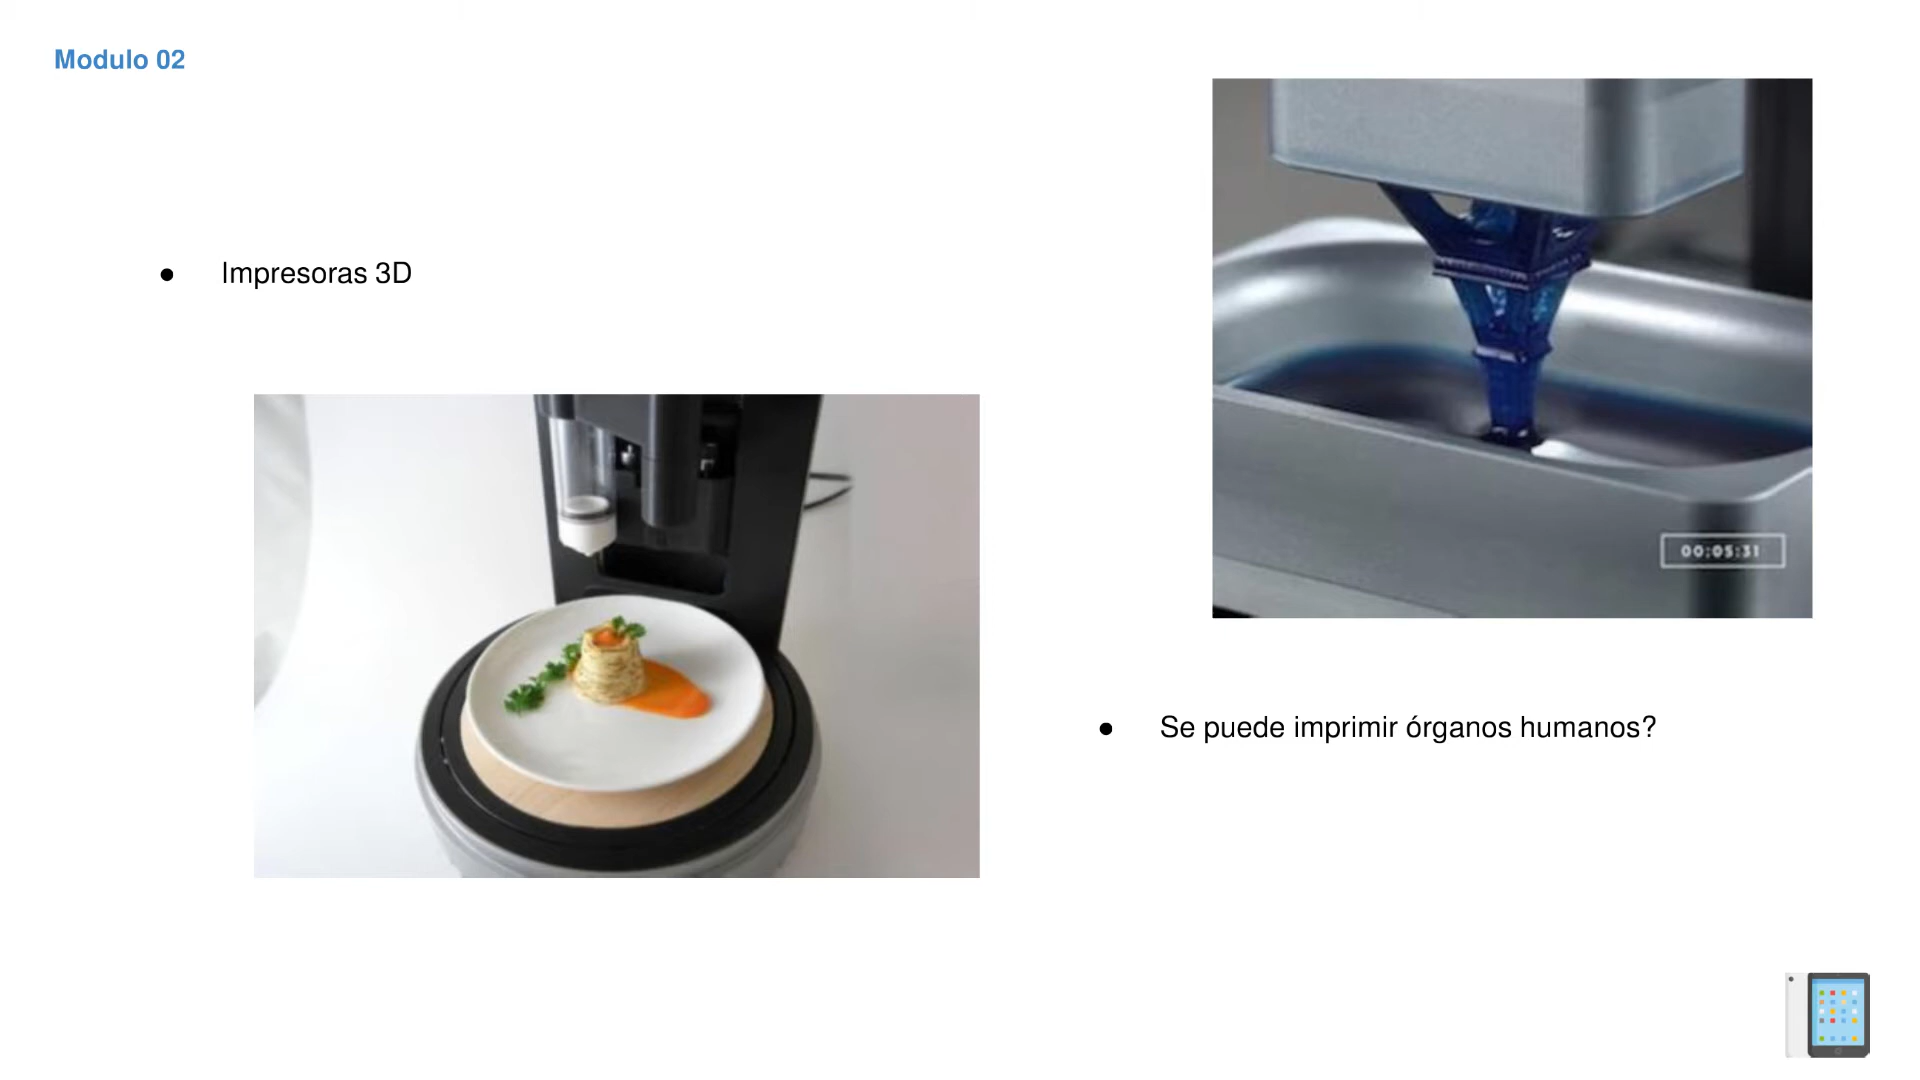 Modulo 02
● Impresoras 3D
00:05:31
● Se puede imprimir órganos humanos?